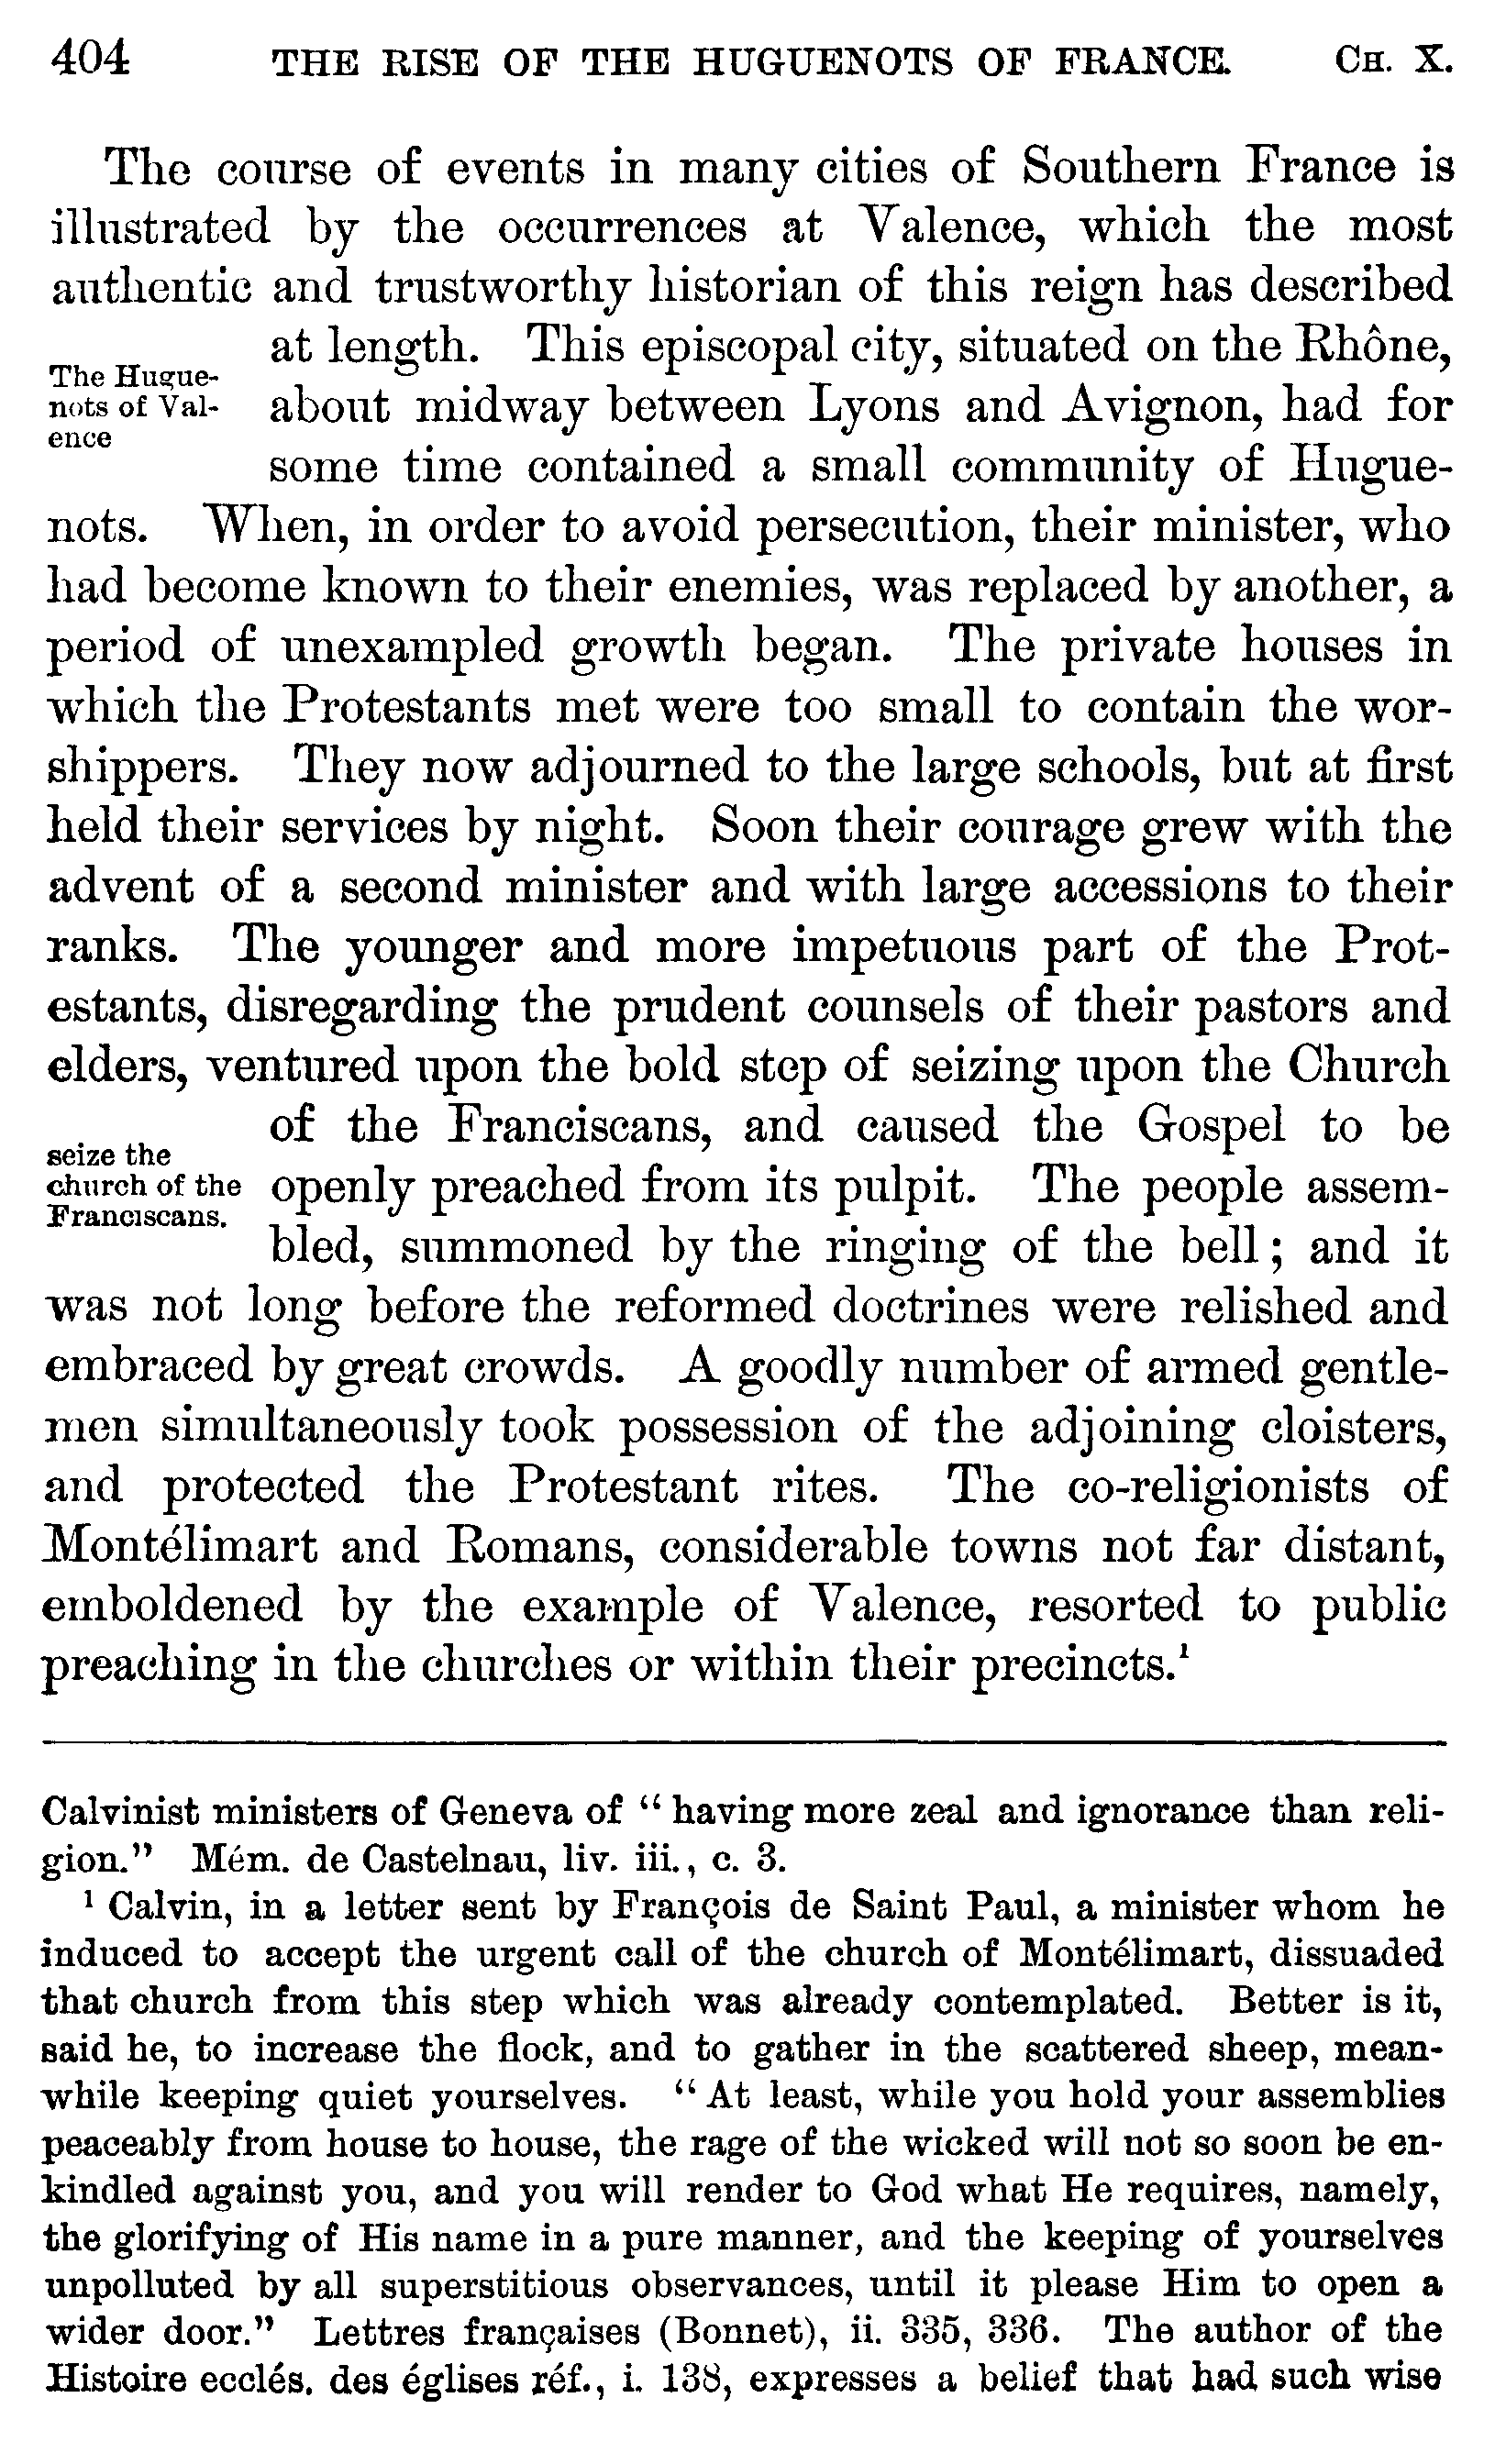 404 THE RISE OF THE HUGUENOTS OF FRANCE. CH. X.
The course of events in many cities of Southern France is
illustrated by the occurrences at Valence, which the most
authentic and trustworthy historian of this reign has described
at length. This episcopal city, situated on the Rhône,
The Hugue-
nots of Val-
ence
about midway between Lyons and Avignon, had for
some time contained a small community of Hugue-
nots. When, in order to avoid persecution, their minister, who
had become known to their enemies, was replaced by another, a
period of unexampled growth began. The private houses in
which the Protestants met were too small to contain the wor-
shippers. They now adjourned to the large schools, but at first
held their services by night. Soon their courage grew with the
advent of a second minister and with large accessions to their
ranks. The younger and more impetuous part of the Prot-
estants, disregarding the prudent counsels of their pastors and
elders, ventured upon the bold step of seizing upon the Church
of the Franciscans, and caused the Gospel to be
seize the
church of the
Franciscans.
openly preached from its pulpit. The people assem-
bled, summoned by the ringing of the bell; and it
was not long before the reformed doctrines were relished and
embraced by great crowds. A goodly number of armed gentle-
men simultaneously took possession of the adjoining cloisters,
and protected the Protestant rites. The co-religionists of
Montélimart and Romans, considerable towns not far distant,
emboldened by the example of Valence, resorted to public
preaching in the churches or within their precincts.¹
Calvinist ministers of Geneva of "having more zeal and ignorance than reli-
gion." Mém. de Castelnau, liv. iii., c. 3.
¹ Calvin, in a letter sent by François de Saint Paul, a minister whom he
induced to accept the urgent call of the church of Montélimart, dissuaded
that church from this step which was already contemplated. Better is it,
said he, to increase the flock, and to gather in the scattered sheep, mean-
while keeping quiet yourselves. "At least, while you hold your assemblies
peaceably from house to house, the rage of the wicked will not so soon be en-
kindled against you, and you will render to God what He requires, namely,
the glorifying of His name in a pure manner, and the keeping of yourselves
unpolluted by all superstitious observances, until it please Him to open a
wider door." Lettres françaises (Bonnet), ii. 335, 336. The author of the
Histoire ecclés. des églises réf., i. 138, expresses a belief that had such wise